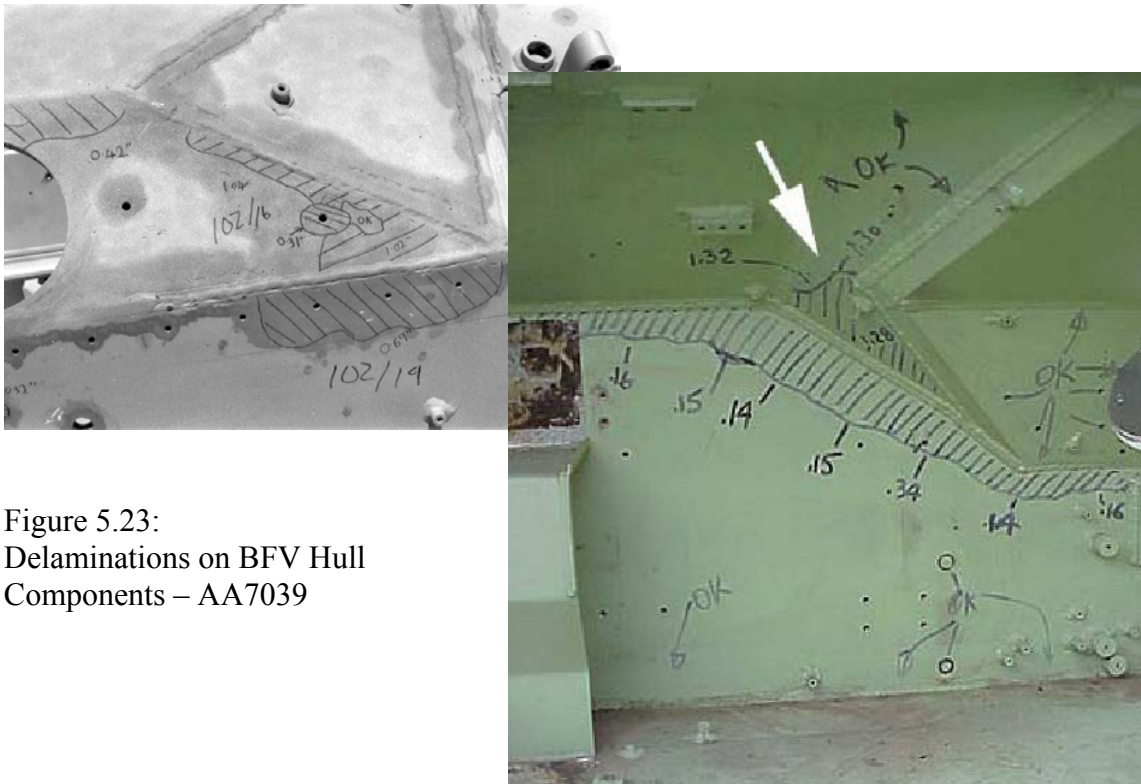 0.42"
1.04"
102/16
OK
0.31"
1.02"
0.69"
102/19
0.32"
OK
1.30
1.32
1.28
OK
.16
.15
.14
.15
.34
.14
.16
OK
OK
Figure 5.23:
Delaminations on BFV Hull
Components – AA7039